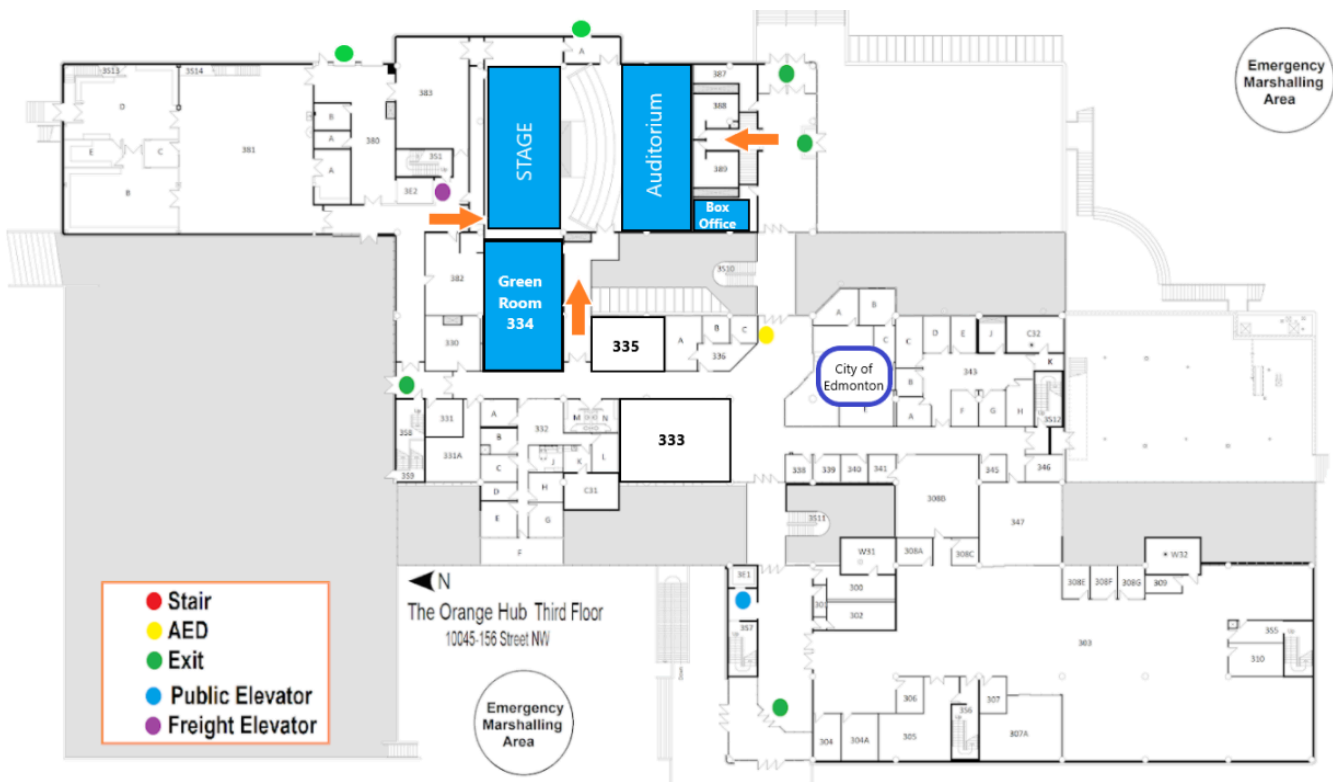 Emergency
Marshalling
Area
3513
3514
D
E
C
B
381
B
A
A
380
383
351
3E2
STAGE
A
Auditorium
387
388
389
Box
Office
382
Green
Room
334
330
3510
335
A
B
C
336
A
B
C
C
D
E
J
C32
K
343
B
A
F
G
H
3512
City of
Edmonton
358
359
331
331A
A
B
C
D
E
F
G
H
332
M
N
J
K
L
C31
333
338
339
340
341
345
346
308D
347
3511
W31
308A
308C
308E
308F
308G
309
W32
N
The Orange Hub Third Floor
10045-156 Street NW
Emergency
Marshalling
Area
3E1
357
300
301
302
303
355
310
306
307
356
304
304A
305
307A
Stair
AED
Exit
Public Elevator
Freight Elevator